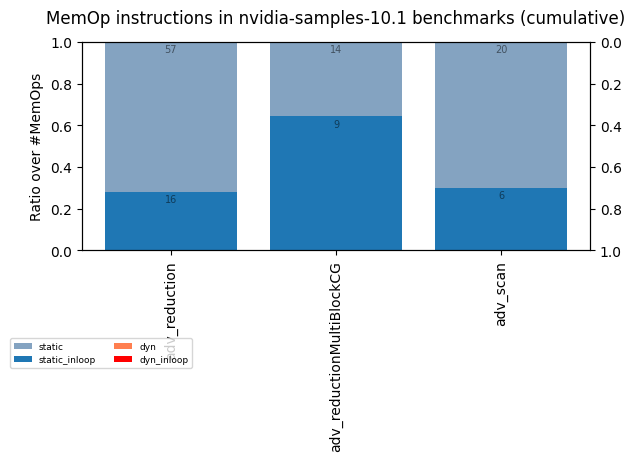 MemOp instructions in nvidia-samples-10.1 benchmarks (cumulative)
Ratio over #MemOps
1.0
0.8
0.6
0.4
0.2
0.0
57
14
20
16
9
6
0.0
0.2
0.4
0.6
0.8
1.0
adv_reduction
adv_reductionMultiBlockCG
adv_scan
static
static_inloop
dyn
dyn_inloop